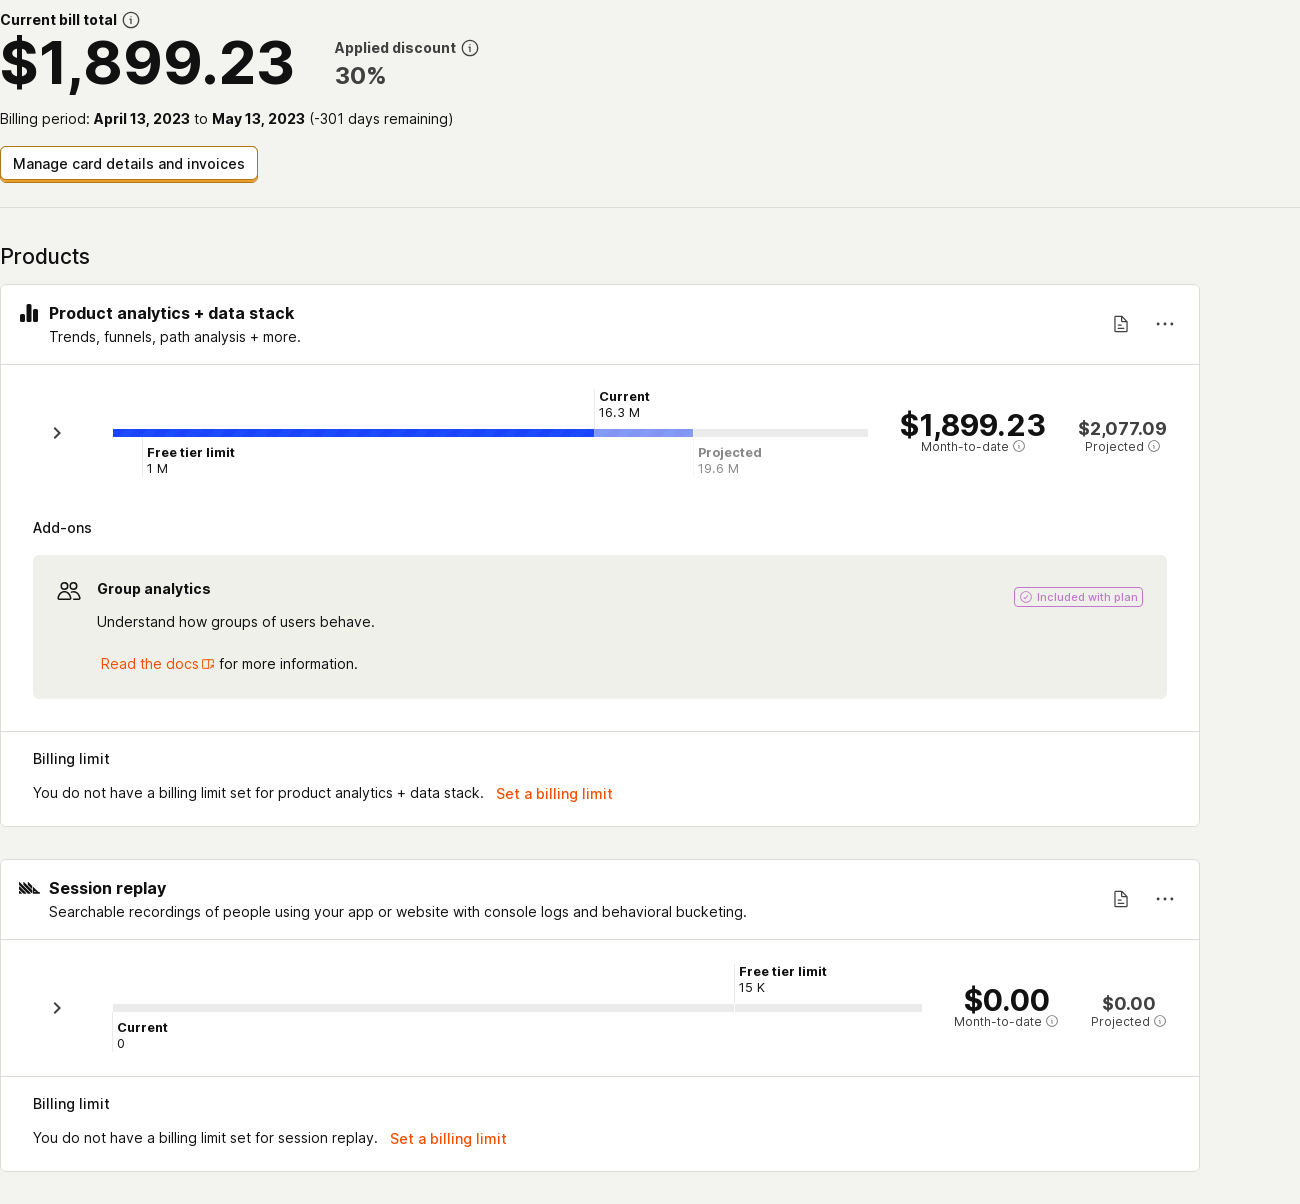 Current bill total
$1,899.23
Applied discount
30%
Billing period: April 13, 2023 to May 13, 2023 (-301 days remaining)
Manage card details and invoices
Products
Product analytics + data stack
Trends, funnels, path analysis + more.
Current
16.3 M
Free tier limit
1 M
Projected
19.6 M
$1,899.23
Month-to-date
$2,077.09
Projected
Add-ons
Group analytics
Included with plan
Understand how groups of users behave.
Read the docs for more information.
Billing limit
You do not have a billing limit set for product analytics + data stack. Set a billing limit
Session replay
Searchable recordings of people using your app or website with console logs and behavioral bucketing.
Free tier limit
15 K
Current
0
$0.00
Month-to-date
$0.00
Projected
Billing limit
You do not have a billing limit set for session replay. Set a billing limit